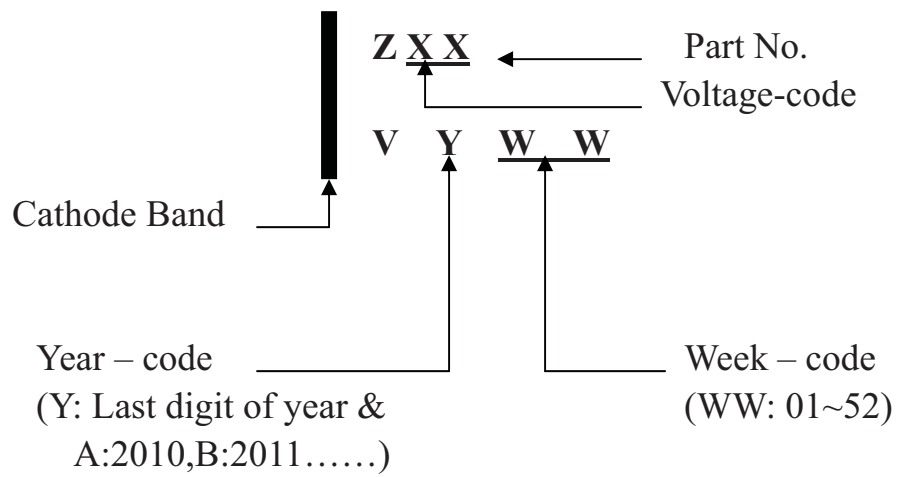 Z X X
Part No.
Voltage-code
V Y W W
Cathode Band
Year – code
(Y: Last digit of year &
A:2010,B:2011……)
Week – code
(WW: 01~52)